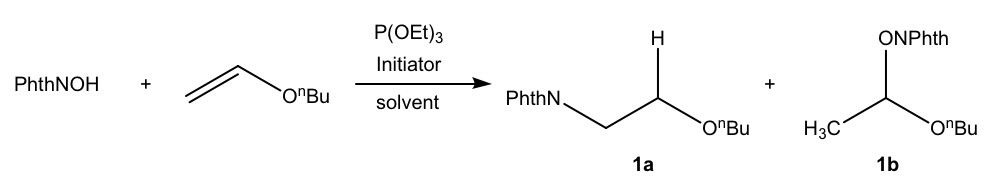 PhthNOH + OⁿBu
P(OEt)₃
Initiator
solvent
PhthN H OⁿBu
1a
+
ONPhth
H₃C OⁿBu
1b